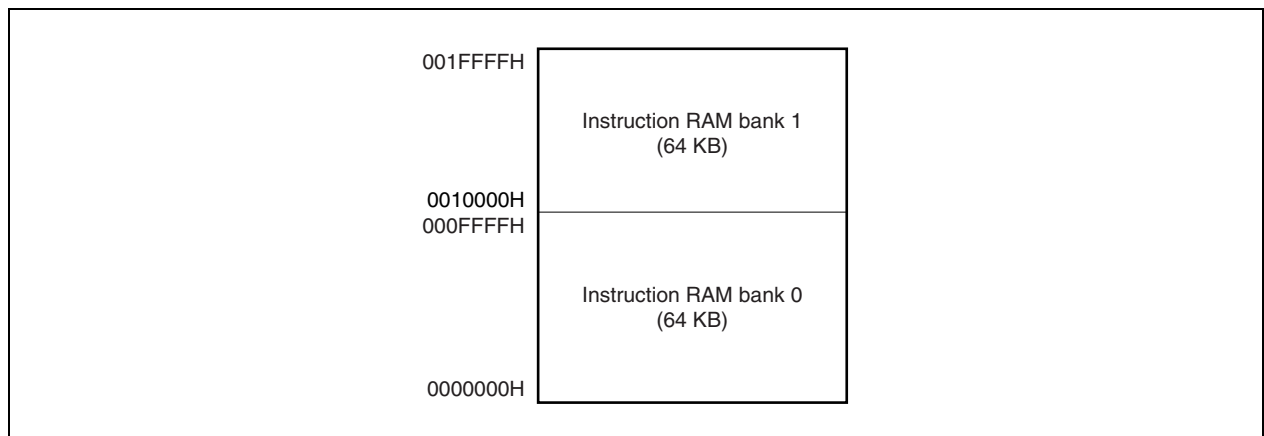 001FFFFH
Instruction RAM bank 1
(64 KB)
0010000H
000FFFFH
Instruction RAM bank 0
(64 KB)
0000000H